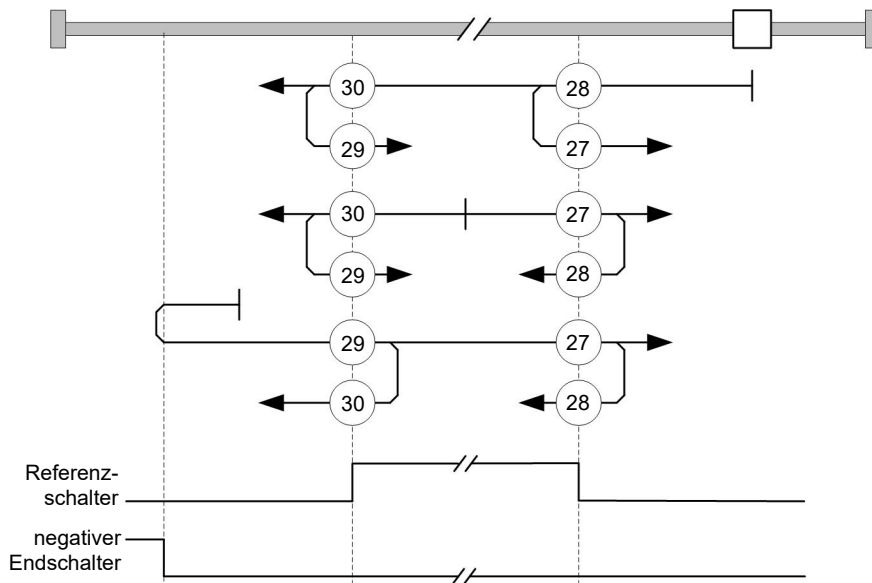 30 28
29 27
30 27
29 28
29 27
30 28
Referenz-
schalter
negativer
Endschalter